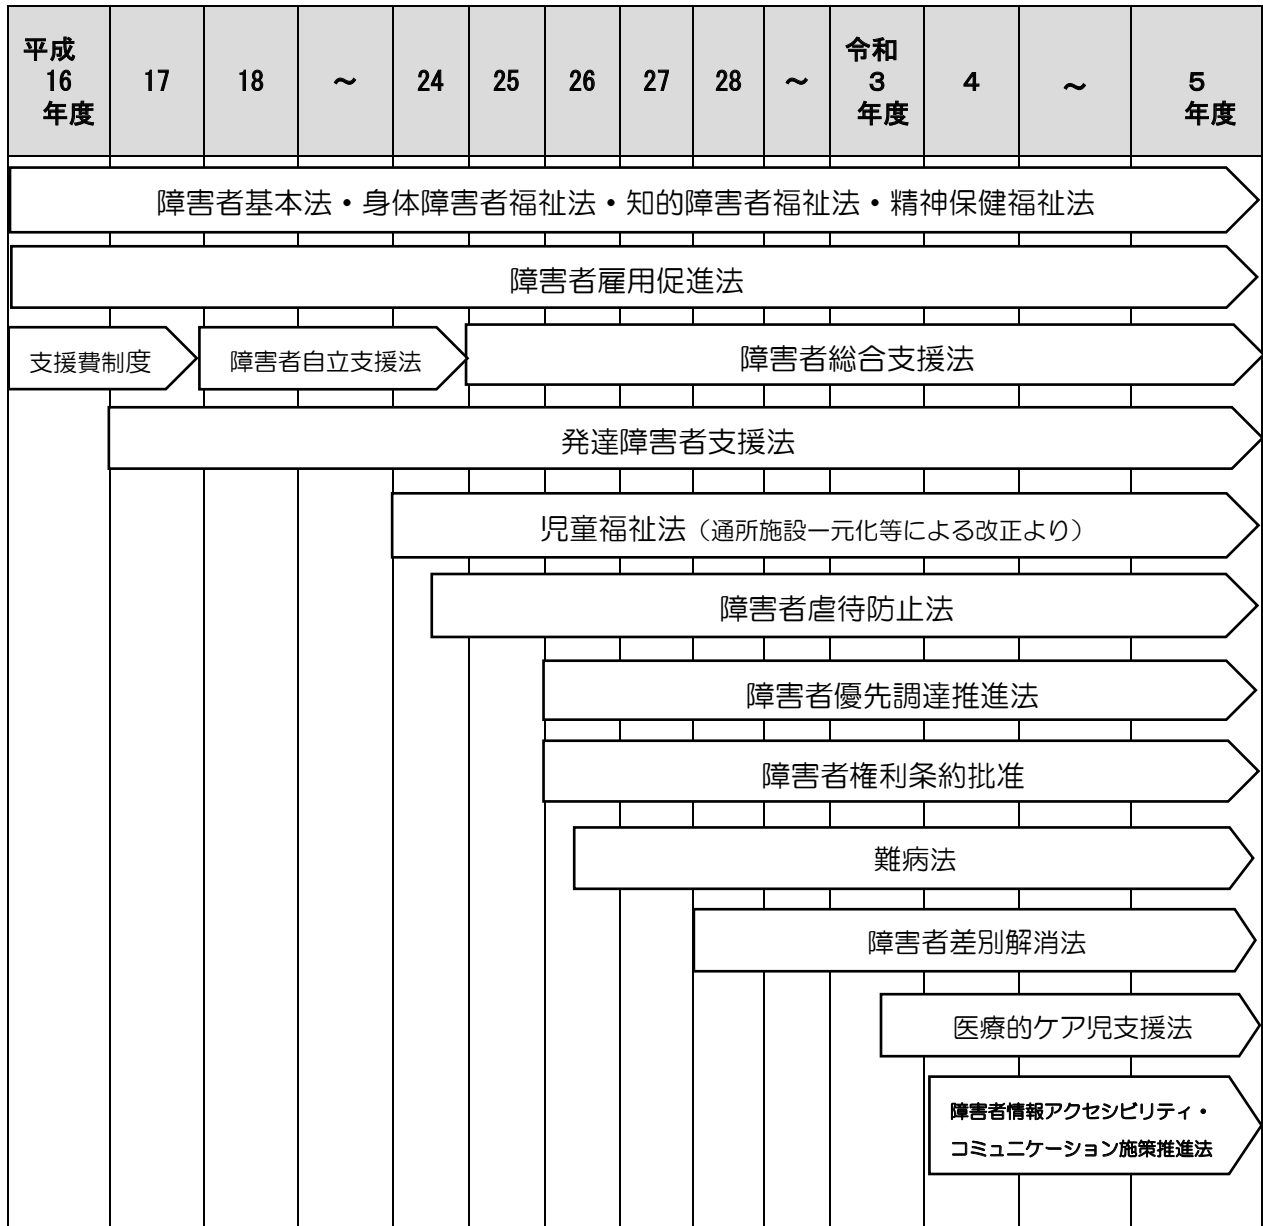 平成
16
年度
17
18
～
24
25
26
27
28
～
令和
3
年度
4
～
5
年度
障害者基本法・身体障害者福祉法・知的障害者福祉法・精神保健福祉法
障害者雇用促進法
支援費制度
障害者自立支援法
障害者総合支援法
発達障害者支援法
児童福祉法（通所施設一元化等による改正より）
障害者虐待防止法
障害者優先調達推進法
障害者権利条約批准
難病法
障害者差別解消法
医療的ケア児支援法
障害者情報アクセシビリティ・
コミュニケーション施策推進法